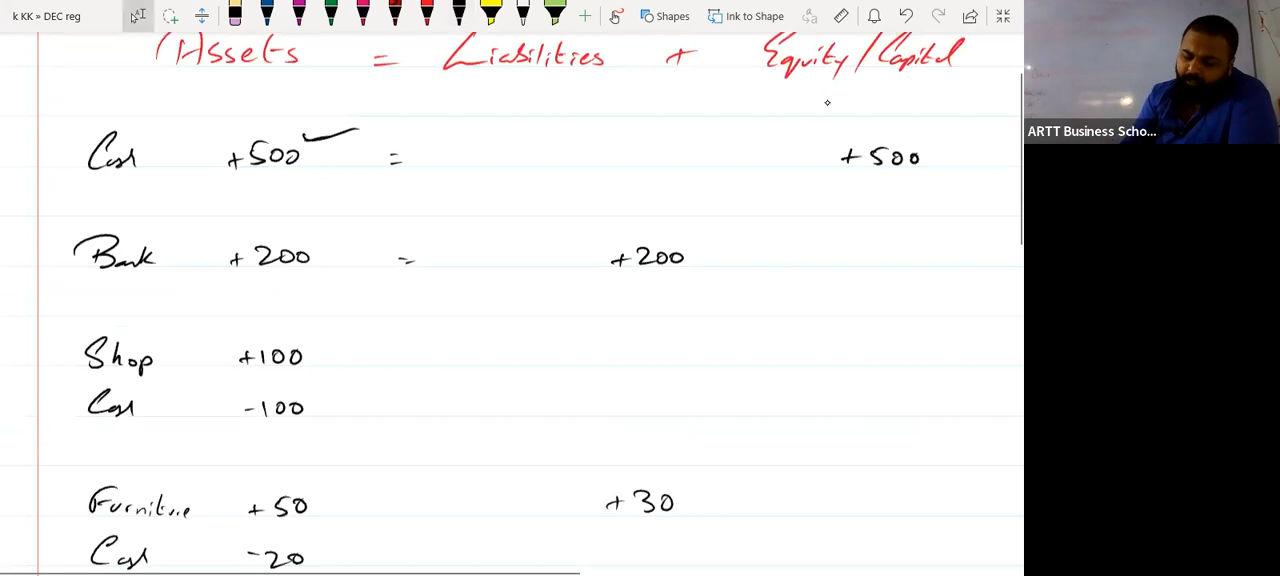 k KK » DEC reg
Shapes
Ink to Shape
Assets = Liabilities + Equity/Capital
ARTT Business Scho...
Cash +500 = +500
Bank +200 = +200
Shop +100
Cash -100
Furniture +50 +30
Cash -20